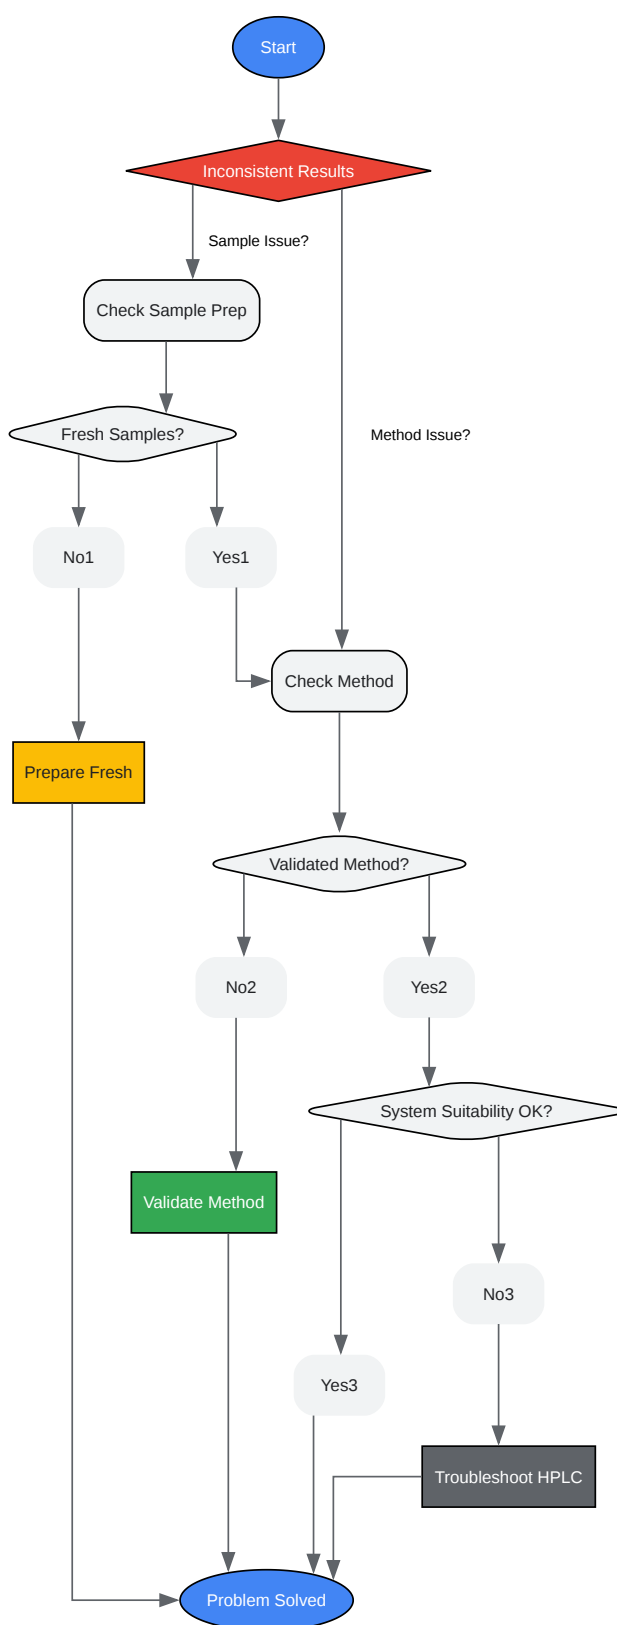 Start
Inconsistent Results
Sample Issue?
Check Sample Prep
Fresh Samples?
Method Issue?
No1
Yes1
Check Method
Prepare Fresh
Validated Method?
No2
Yes2
System Suitability OK?
Validate Method
No3
Yes3
Troubleshoot HPLC
Problem Solved